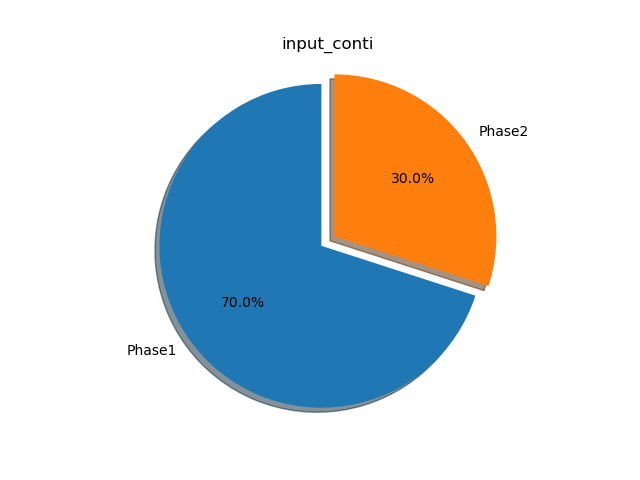 input_conti
Phase2
30.0%
70.0%
Phase1